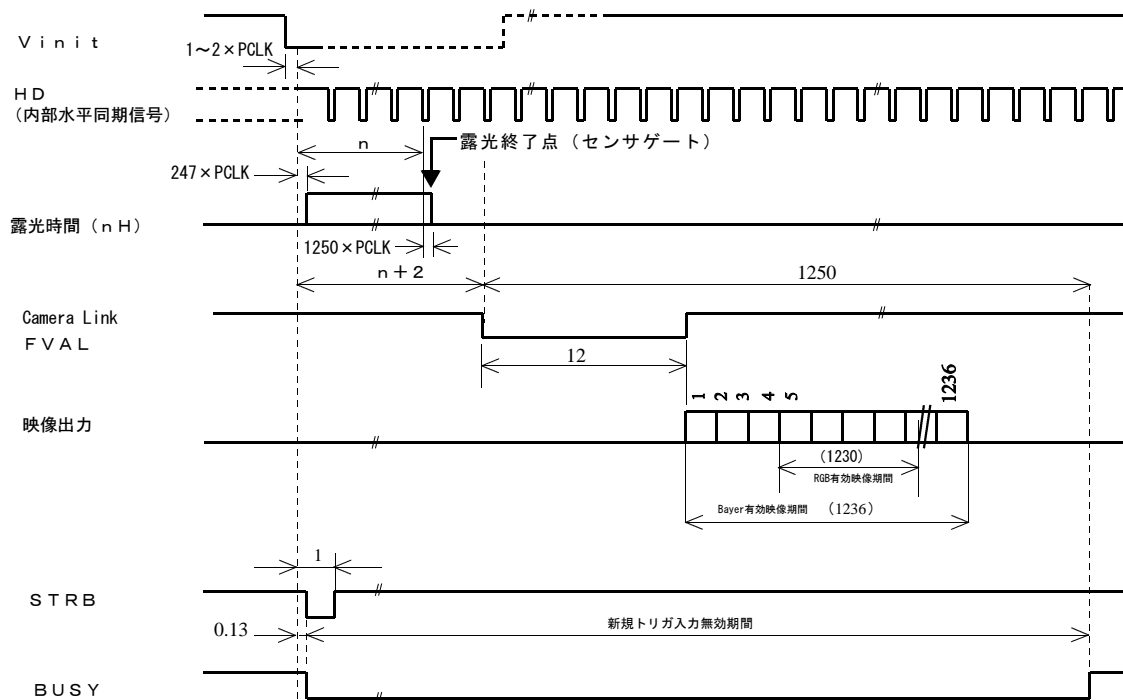 Ｖｉｎｉｔ
1～2×PCLK
ＨＤ
（内部水平同期信号）
ｎ
露光終了点（センサゲート）
247×PCLK
露光時間（ｎＨ）
1250×PCLK
ｎ＋２
1250
Camera Link
ＦＶＡＬ
12
1
2
3
4
5
1236
映像出力
（1230）
RGB有効映像期間
Bayer有効映像期間 （1236）
1
ＳＴＲＢ
0.13
新規トリガ入力無効期間
ＢＵＳＹ